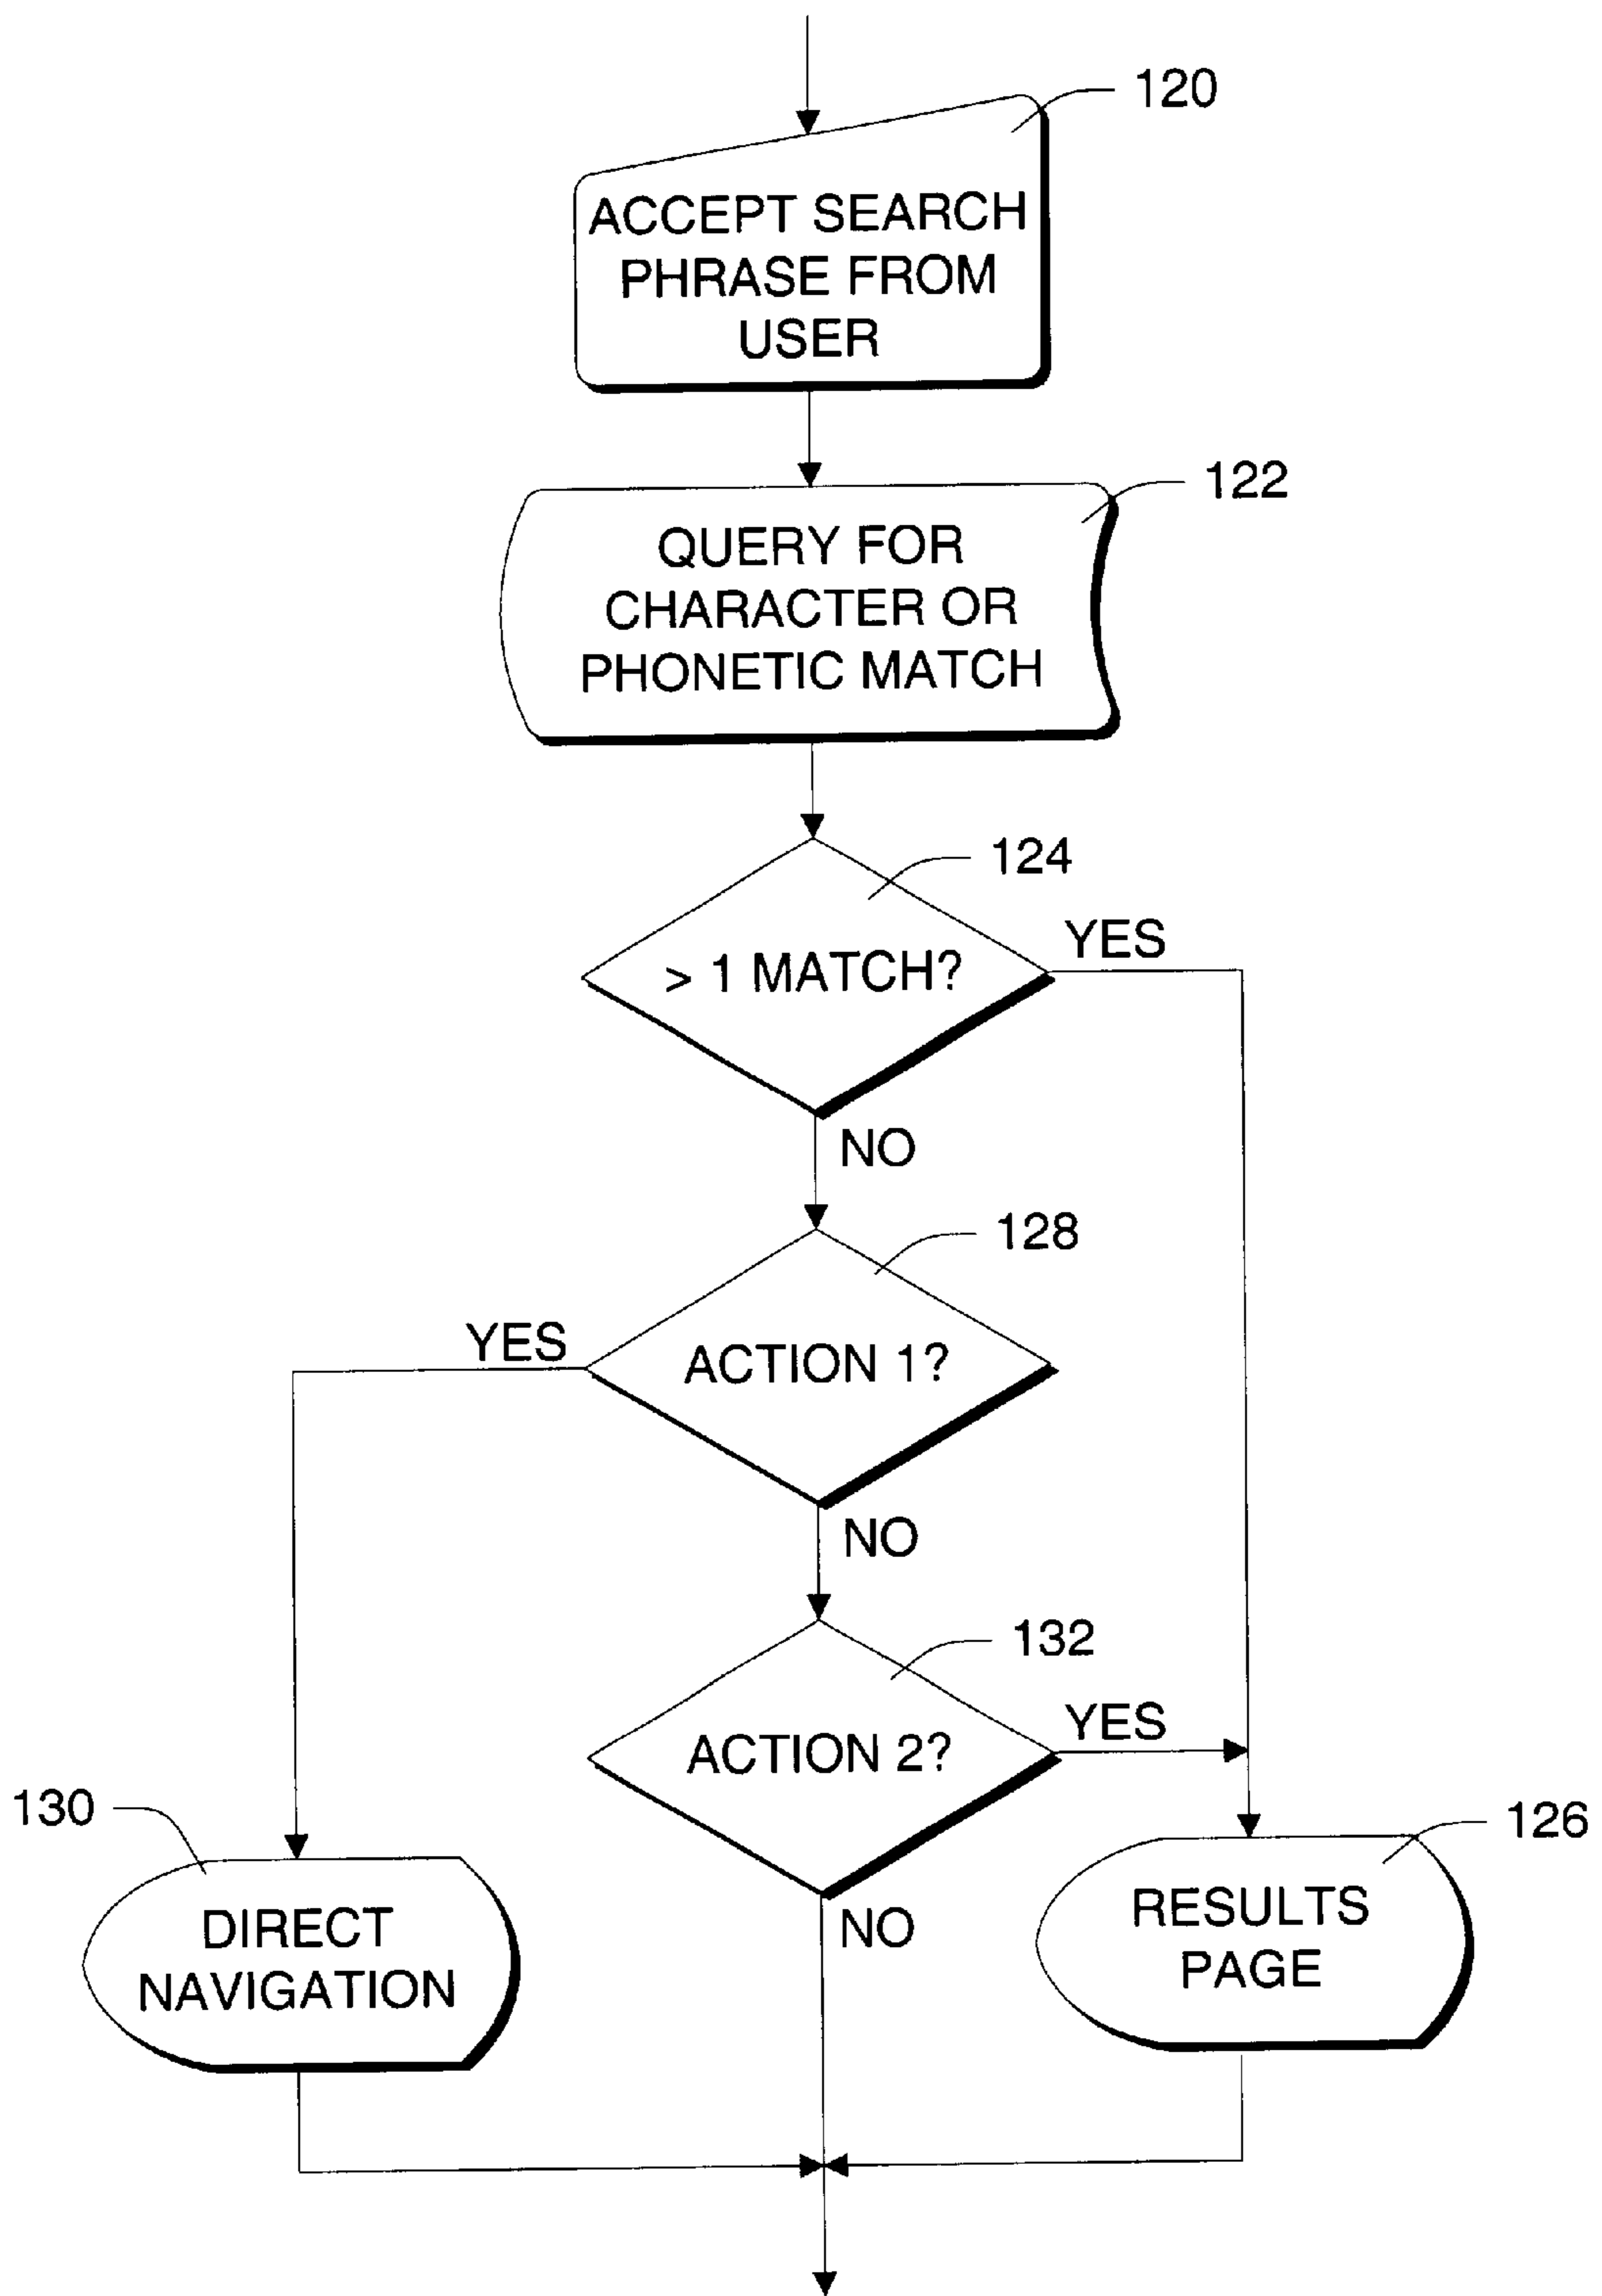 120
ACCEPT SEARCH
PHRASE FROM
USER
122
QUERY FOR
CHARACTER OR
PHONETIC MATCH
124
> 1 MATCH?
YES
NO
128
ACTION 1?
YES
NO
132
ACTION 2?
YES
NO
130
DIRECT
NAVIGATION
126
RESULTS
PAGE